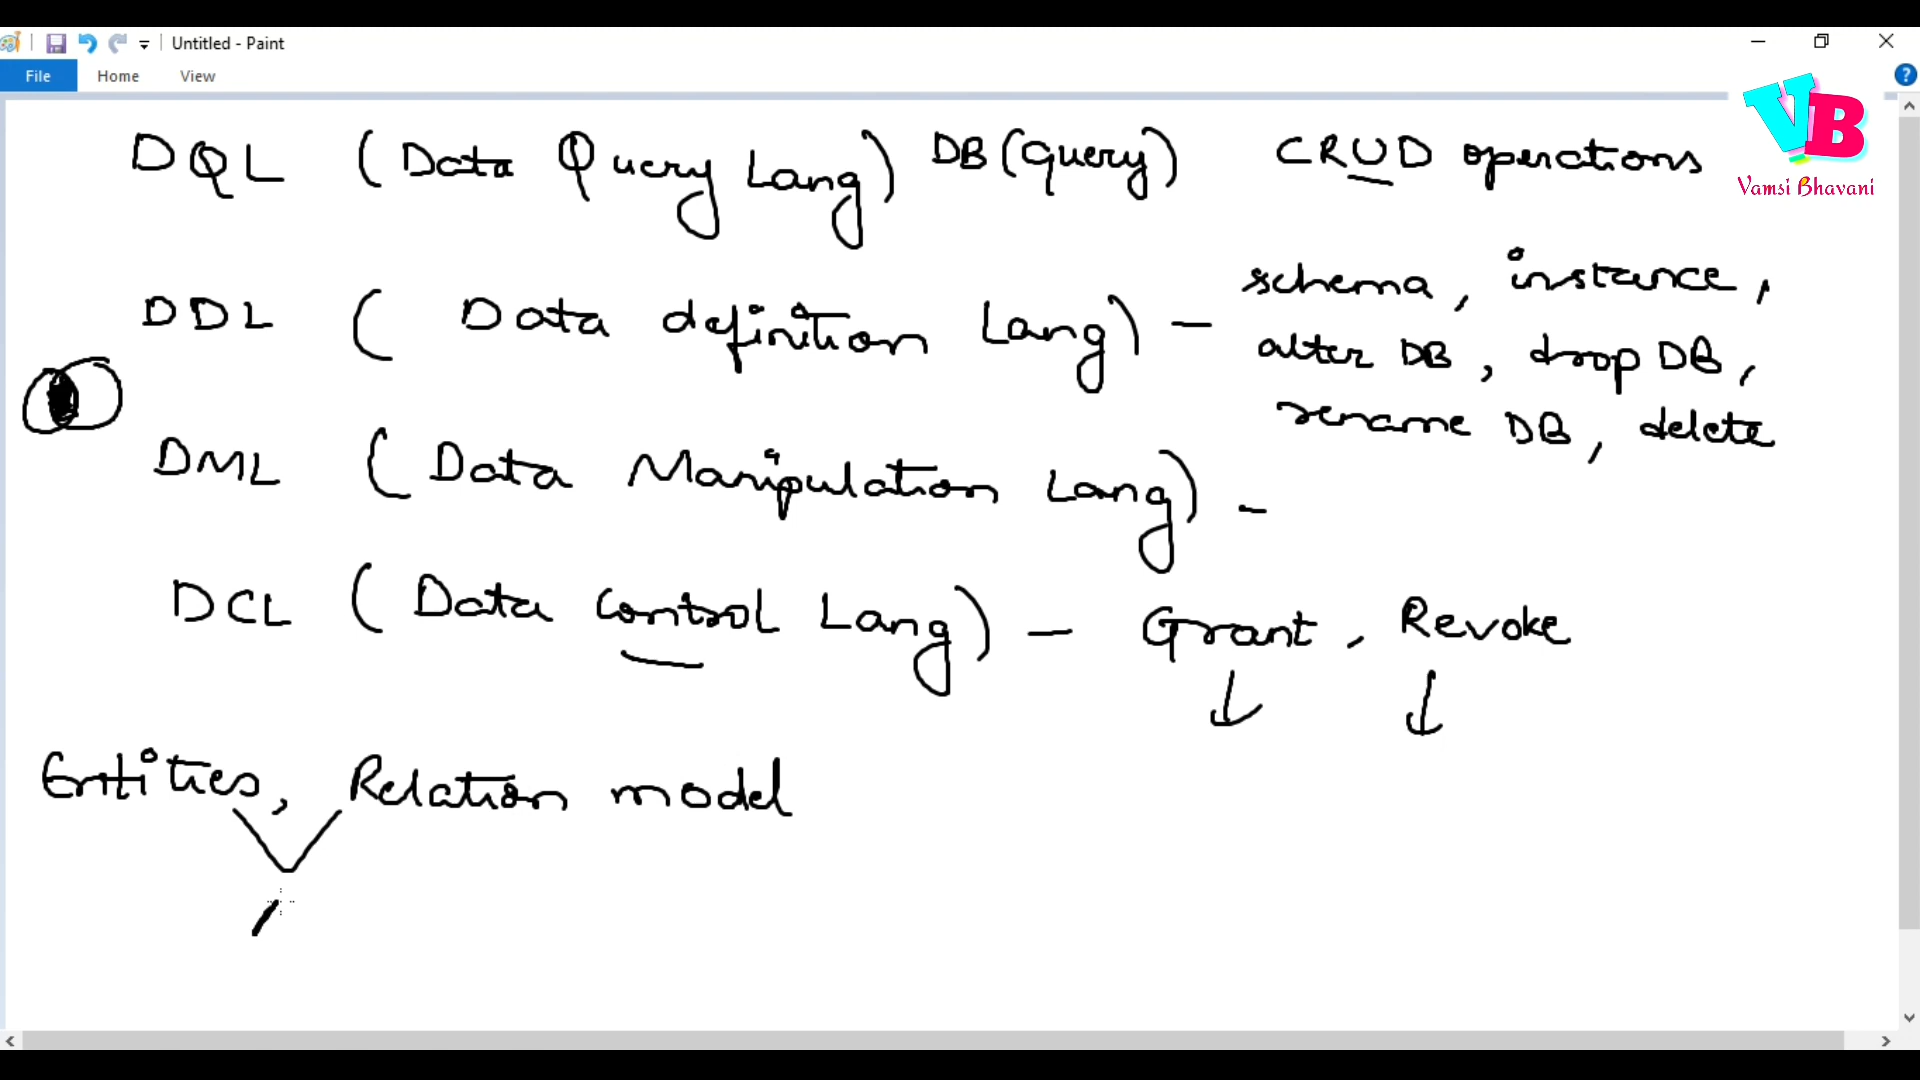 Untitled - Paint
File Home View
VB
Vamsi Bhavani
DQL (Data Query Lang) DB (Query) CRUD operations
DDL (Data definition Lang) - schema, instance,
alter DB, drop DB,
rename DB, delete
DML (Data Manipulation Lang) -
DCL (Data Control Lang) - Grant, Revoke
Entities, Relation model